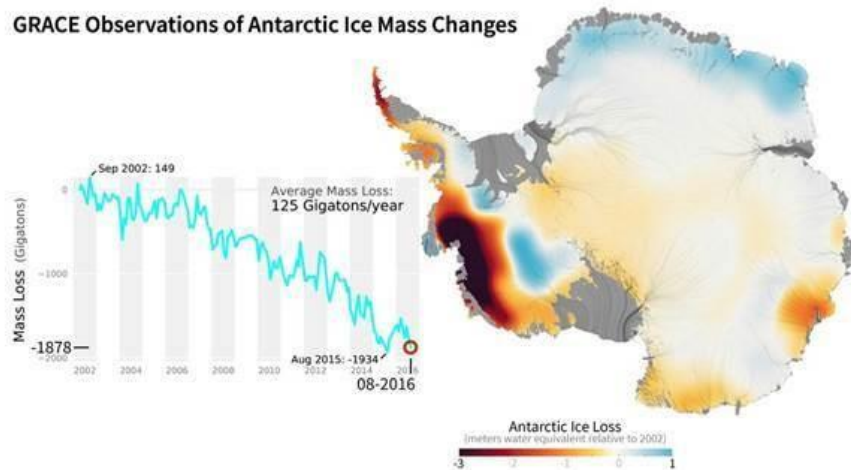 GRACE Observations of Antarctic Ice Mass Changes
Sep 2002: 149
Average Mass Loss:
125 Gigatons/year
Mass Loss (Gigatons)
0
-1000
-1878
-2000
Aug 2015: -1934
2002 2004 2006 2008 2010 2012 2014 2016
08-2016
Antarctic Ice Loss
(meters water equivalent relative to 2002)
-3 -2 -1 0 1